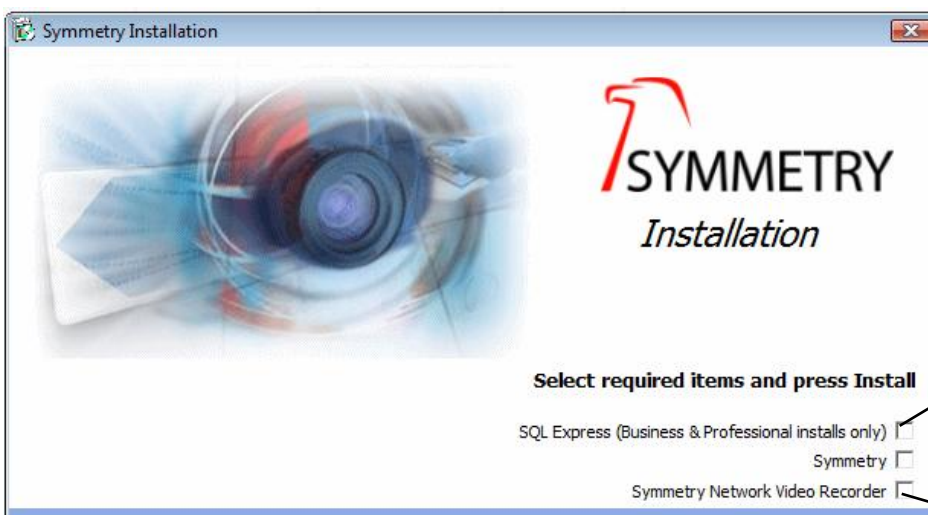 Symmetry Installation
SYMMETRY
Installation
Select required items and press Install
SQL Express (Business & Professional installs only)
Symmetry
Symmetry Network Video Recorder